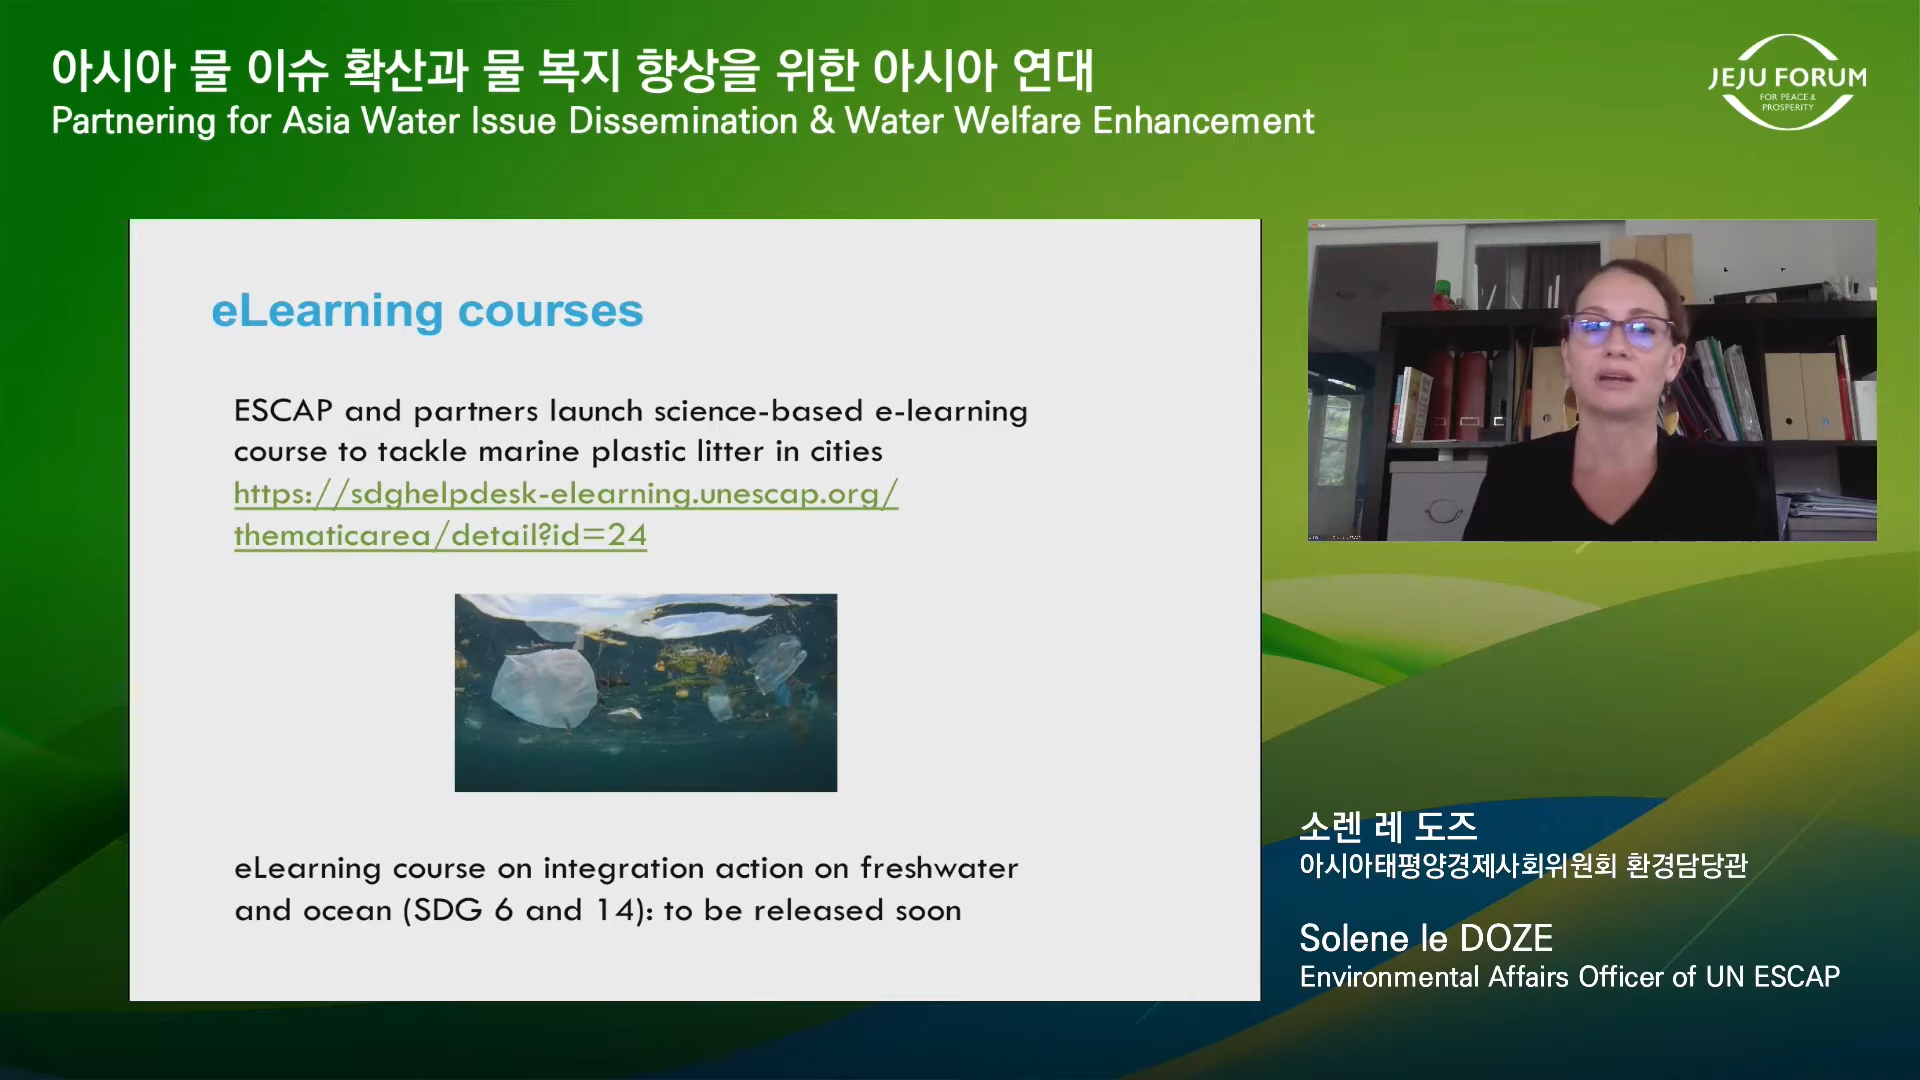 아시아 물 이슈 확산과 물 복지 향상을 위한 아시아 연대
Partnering for Asia Water Issue Dissemination & Water Welfare Enhancement
JEJU FORUM
FOR PEACE &
PROSPERITY
eLearning courses
ESCAP and partners launch science-based e-learning
course to tackle marine plastic litter in cities
https://sdghelpdesk-elearning.unescap.org/
thematicarea/detail?id=24
eLearning course on integration action on freshwater
and ocean (SDG 6 and 14): to be released soon
소렌 레 도즈
아시아태평양경제사회위원회 환경담당관
Solene le DOZE
Environmental Affairs Officer of UN ESCAP